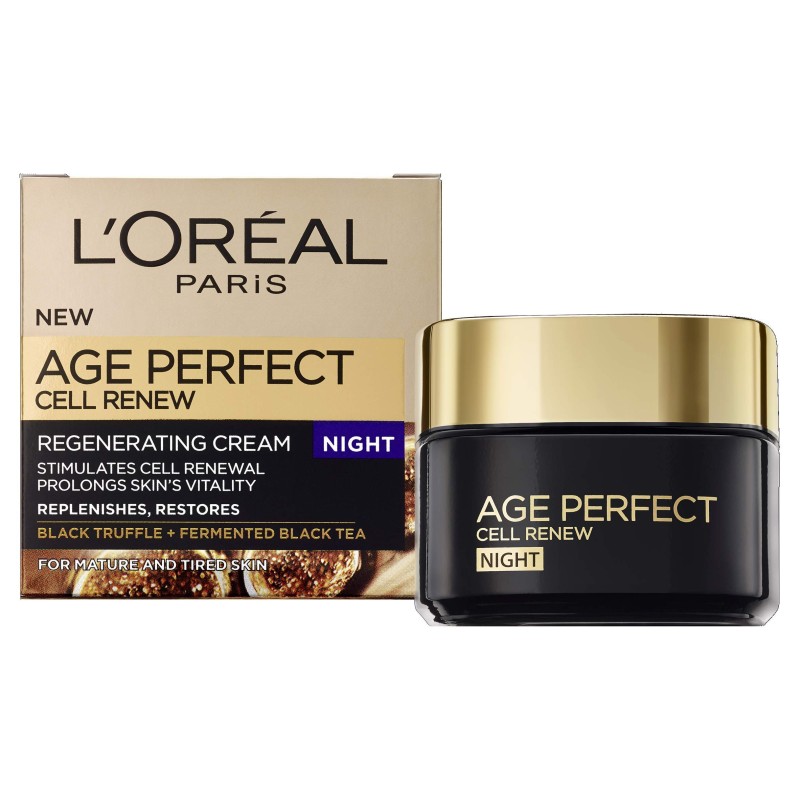 L'ORÉAL
PARiS
NEW
AGE PERFECT
CELL RENEW
REGENERATING CREAM NIGHT
STIMULATES CELL RENEWAL
PROLONGS SKIN'S VITALITY
REPLENISHES, RESTORES
BLACK TRUFFLE + FERMENTED BLACK TEA
FOR MATURE AND TIRED SKIN
AGE PERFECT
CELL RENEW
NIGHT